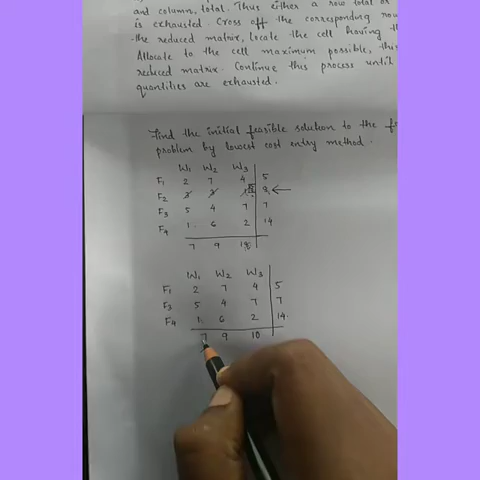 and column, total. Thus either a row total or
is exhausted. Cross off the corresponding row
the reduced matrix, Locate the cell having th
Allocate to the cell maximum possible, this
reduced matrix. Continue this process until
quantities are exhausted.
Find the initial feasible solution to the
problem by lowest cost entry method.
W1 W2 W3
F1 2 7 4 5
F2 3 3 8 8
F3 5 4 7 7
F4 1 6 2 14
7 9 18
W1 W2 W3
F1 2 7 4 5
F3 5 4 7 7
F4 1 6 2 14
7 9 10